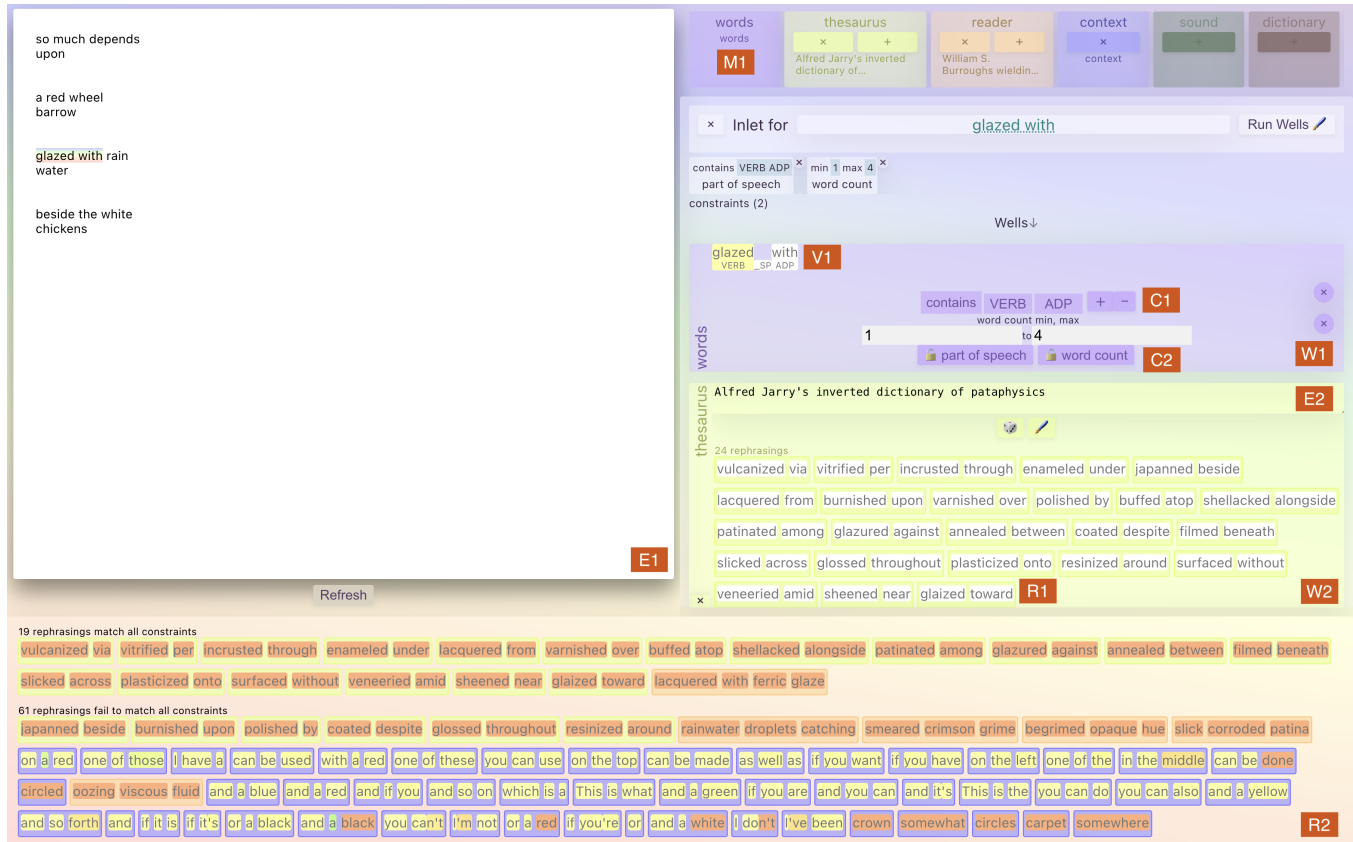 so much depends
upon
a red wheel
barrow
glazed with rain
water
beside the white
chickens
E1
Refresh
words
words
M1
thesaurus
× +
Alfred Jarry's inverted
dictionary of...
reader
× +
William S.
Burroughs wieldin...
context
×
context
sound
+
dictionary
+
× Inlet for glazed with Run Wells
contains VERB ADP × min 1 max 4 ×
part of speech word count
constraints (2)
Wells↓
glazed with V1
VERB _SP ADP
contains VERB ADP + − C1 ×
word count min, max ×
1 to 4
part of speech word count C2 W1
words
Alfred Jarry's inverted dictionary of pataphysics E2
thesaurus
24 rephrasings
vulcanized via vitrified per incrusted through enameled under japanned beside
lacquered from burnished upon varnished over polished by buffed atop shellacked alongside
patinated among glazured against annealed between coated despite filmed beneath
slicked across glossed throughout plasticized onto resinized around surfaced without
× veneeried amid sheened near glaized toward R1 W2
19 rephrasings match all constraints
vulcanized via vitrified per incrusted through enameled under lacquered from varnished over buffed atop shellacked alongside patinated among glazured against annealed between filmed beneath
slicked across plasticized onto surfaced without veneeried amid sheened near glaized toward lacquered with ferric glaze
61 rephrasings fail to match all constraints
japanned beside burnished upon polished by coated despite glossed throughout resinized around rainwater droplets catching smeared crimson grime begrimed opaque hue slick corroded patina
on a red one of those I have a can be used with a red one of these you can use on the top can be made as well as if you want if you have on the left one of the in the middle can be done
circled oozing viscous fluid and a blue and a red and if you and so on which is a This is what and a green if you are and you can and it's This is the you can do you can also and a yellow
and so forth and if it is if it's or a black and a black you can't I'm not or a red if you're or and a white I don't I've been crown somewhat circles carpet somewhere
R2